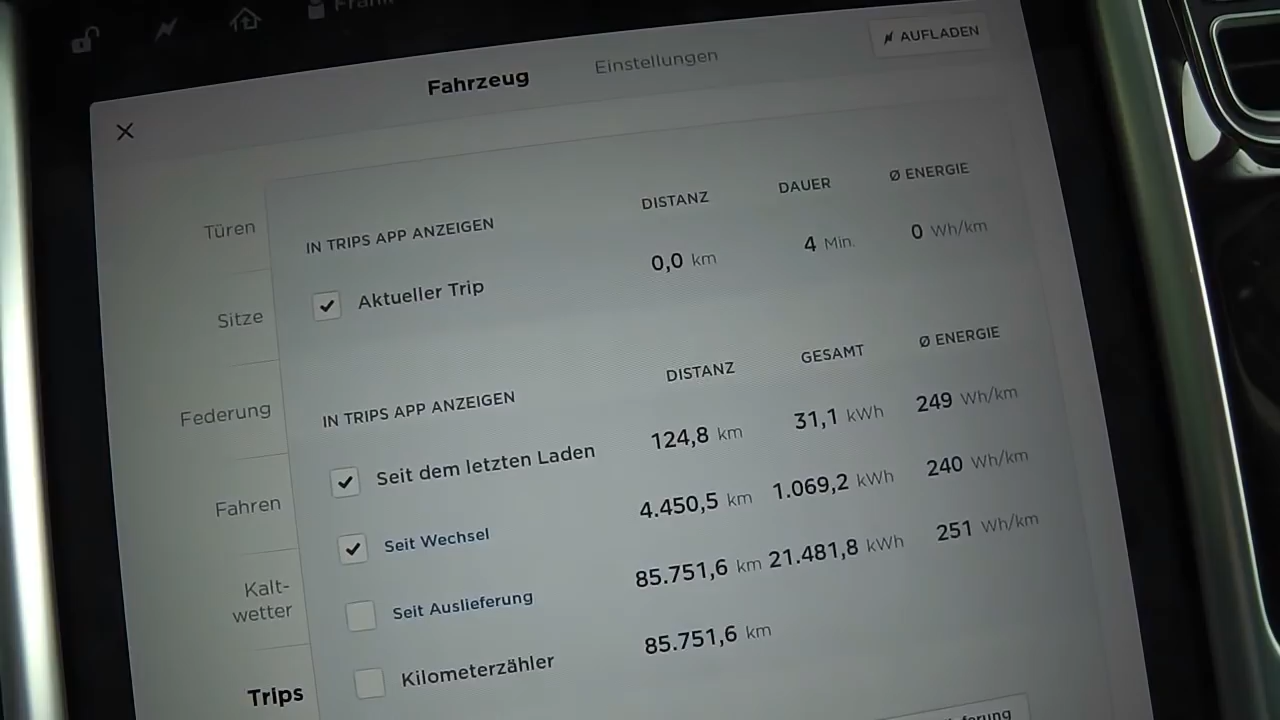 Fahrzeug
Einstellungen
AUFLADEN
Türen
Sitze
Federung
Fahren
Kalt-
wetter
Trips
IN TRIPS APP ANZEIGEN DISTANZ DAUER Ø ENERGIE
Aktueller Trip 0,0 km 4 Min. 0 Wh/km
IN TRIPS APP ANZEIGEN DISTANZ GESAMT Ø ENERGIE
Seit dem letzten Laden 124,8 km 31,1 kWh 249 Wh/km
Seit Wechsel 4.450,5 km 1.069,2 kWh 240 Wh/km
Seit Auslieferung 85.751,6 km 21.481,8 kWh 251 Wh/km
Kilometerzähler 85.751,6 km